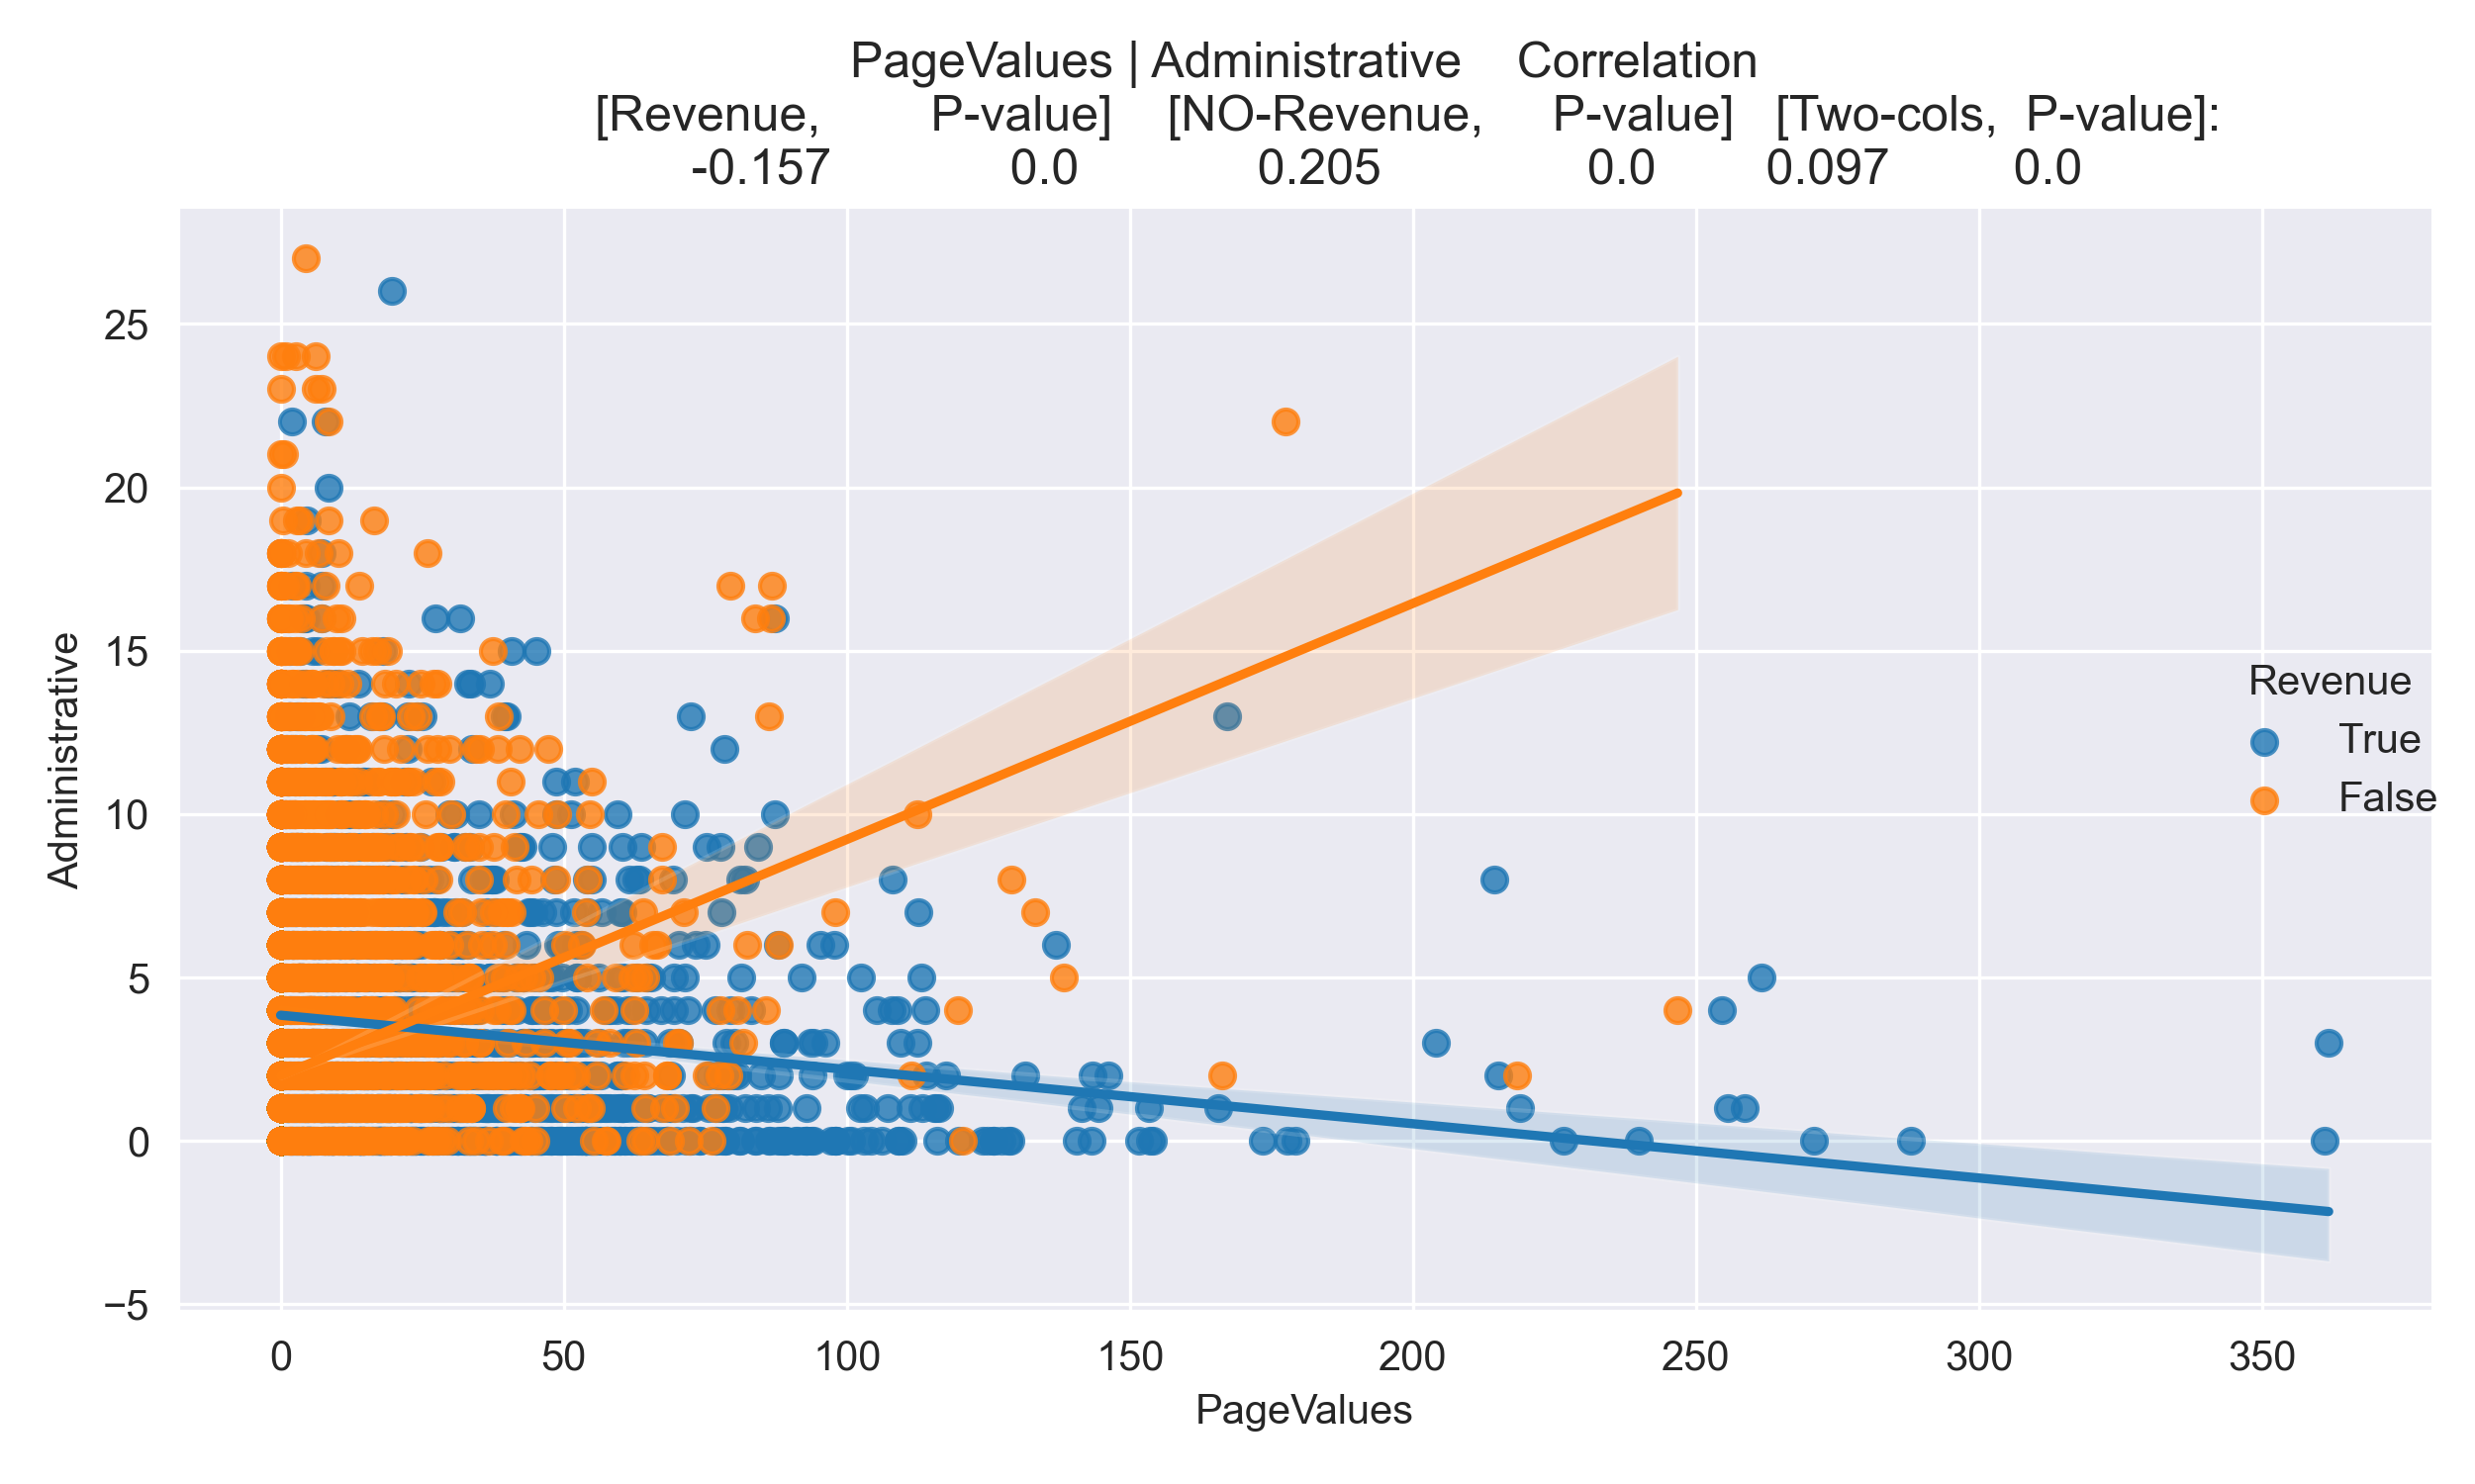 PageValues | Administrative    Correlation
[Revenue,        P-value]    [NO-Revenue,     P-value]   [Two-cols,  P-value]:
-0.157             0.0             0.205               0.0        0.097         0.0
25
20
15
10
5
0
−5
Administrative
Revenue
True
False
0 50 100 150 200 250 300 350
PageValues